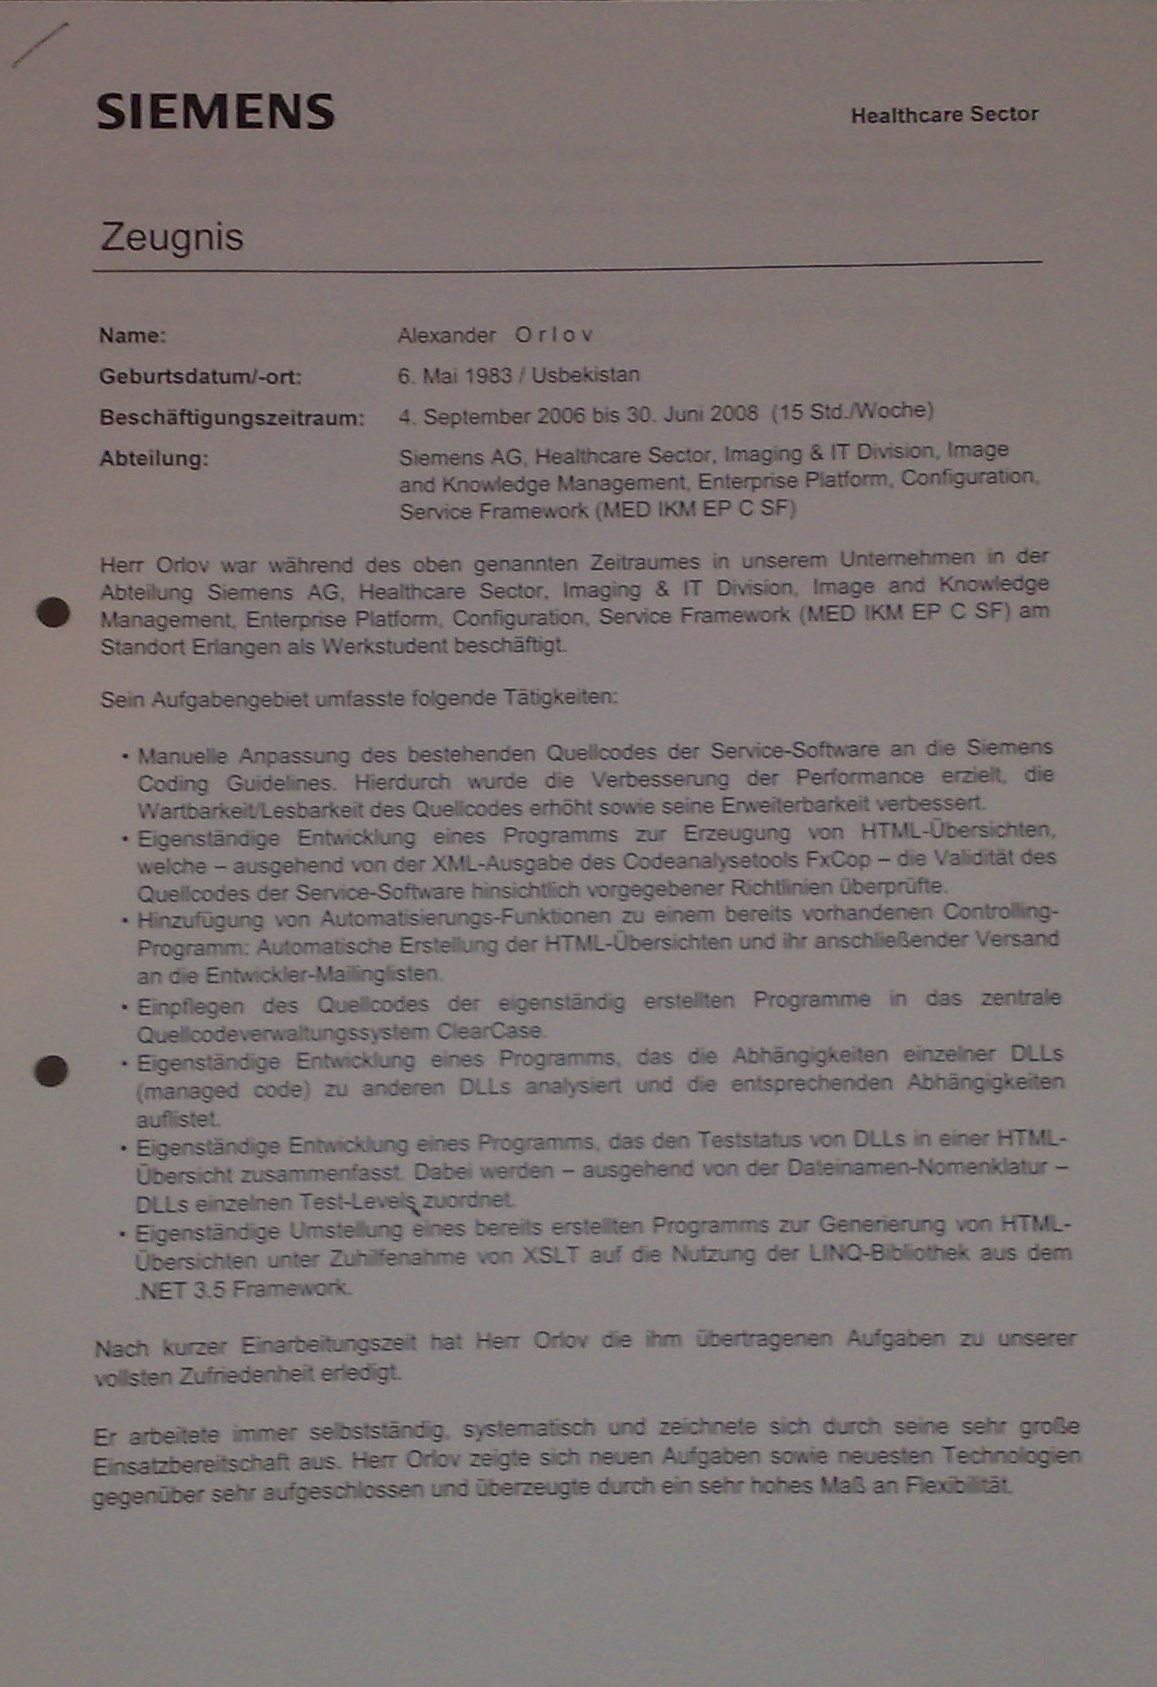 SIEMENS
Healthcare Sector
Zeugnis
Name: Alexander Orlov
Geburtsdatum/-ort: 6. Mai 1983 / Usbekistan
Beschäftigungszeitraum: 4. September 2006 bis 30. Juni 2008 (15 Std./Woche)
Abteilung: Siemens AG, Healthcare Sector, Imaging & IT Division, Image
and Knowledge Management, Enterprise Platform, Configuration,
Service Framework (MED IKM EP C SF)
Herr Orlov war während des oben genannten Zeitraumes in unserem Unternehmen in der
Abteilung Siemens AG, Healthcare Sector, Imaging & IT Division, Image and Knowledge
Management, Enterprise Platform, Configuration, Service Framework (MED IKM EP C SF) am
Standort Erlangen als Werkstudent beschäftigt.
Sein Aufgabengebiet umfasste folgende Tätigkeiten:
• Manuelle Anpassung des bestehenden Quellcodes der Service-Software an die Siemens
Coding Guidelines. Hierdurch wurde die Verbesserung der Performance erzielt, die
Wartbarkeit/Lesbarkeit des Quellcodes erhöht sowie seine Erweiterbarkeit verbessert.
• Eigenständige Entwicklung eines Programms zur Erzeugung von HTML-Übersichten,
welche – ausgehend von der XML-Ausgabe des Codeanalysetools FxCop – die Validität des
Quellcodes der Service-Software hinsichtlich vorgegebener Richtlinien überprüfte.
• Hinzufügung von Automatisierungs-Funktionen zu einem bereits vorhandenen Controlling-
Programm: Automatische Erstellung der HTML-Übersichten und ihr anschließender Versand
an die Entwickler-Mailinglisten.
• Einpflegen des Quellcodes der eigenständig erstellten Programme in das zentrale
Quellcodeverwaltungssystem ClearCase.
• Eigenständige Entwicklung eines Programms, das die Abhängigkeiten einzelner DLLs
(managed code) zu anderen DLLs analysiert und die entsprechenden Abhängigkeiten
auflistet.
• Eigenständige Entwicklung eines Programms, das den Teststatus von DLLs in einer HTML-
Übersicht zusammenfasst. Dabei werden – ausgehend von der Dateinamen-Nomenklatur –
DLLs einzelnen Test-Levels zuordnet.
• Eigenständige Umstellung eines bereits erstellten Programms zur Generierung von HTML-
Übersichten unter Zuhilfenahme von XSLT auf die Nutzung der LINQ-Bibliothek aus dem
.NET 3.5 Framework.
Nach kurzer Einarbeitungszeit hat Herr Orlov die ihm übertragenen Aufgaben zu unserer
vollsten Zufriedenheit erledigt.
Er arbeitete immer selbstständig, systematisch und zeichnete sich durch seine sehr große
Einsatzbereitschaft aus. Herr Orlov zeigte sich neuen Aufgaben sowie neuesten Technologien
gegenüber sehr aufgeschlossen und überzeugte durch ein sehr hohes Maß an Flexibilität.